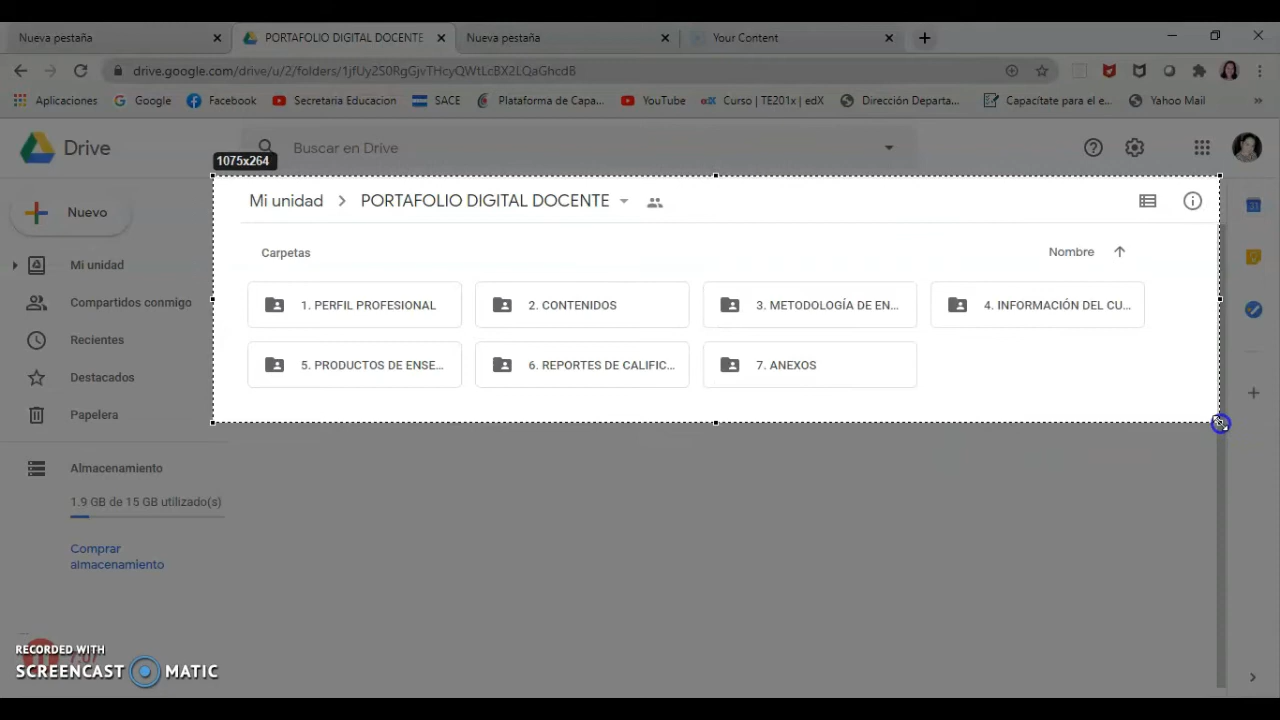 Nueva pestaña
PORTAFOLIO DIGITAL DOCENTE
Nueva pestaña
Your Content
drive.google.com/drive/u/2/folders/1jfUy2S0RgGjvTHcyQWtLcBX2LQaGhcdB
Aplicaciones
Google
Facebook
Secretaria Educacion
SACE
Plataforma de Capa...
YouTube
Curso | TE201x | edX
Dirección Departa...
Capacítate para el e...
Yahoo Mail
Drive
Buscar en Drive
1075x264
Nuevo
Mi unidad
PORTAFOLIO DIGITAL DOCENTE
Carpetas
Nombre
Mi unidad
Compartidos conmigo
Recientes
Destacados
Papelera
Almacenamiento
1.9 GB de 15 GB utilizado(s)
Comprar
almacenamiento
1. PERFIL PROFESIONAL
2. CONTENIDOS
3. METODOLOGÍA DE EN...
4. INFORMACIÓN DEL CU...
5. PRODUCTOS DE ENSE...
6. REPORTES DE CALIFIC...
7. ANEXOS
RECORDED WITH
SCREENCAST MATIC